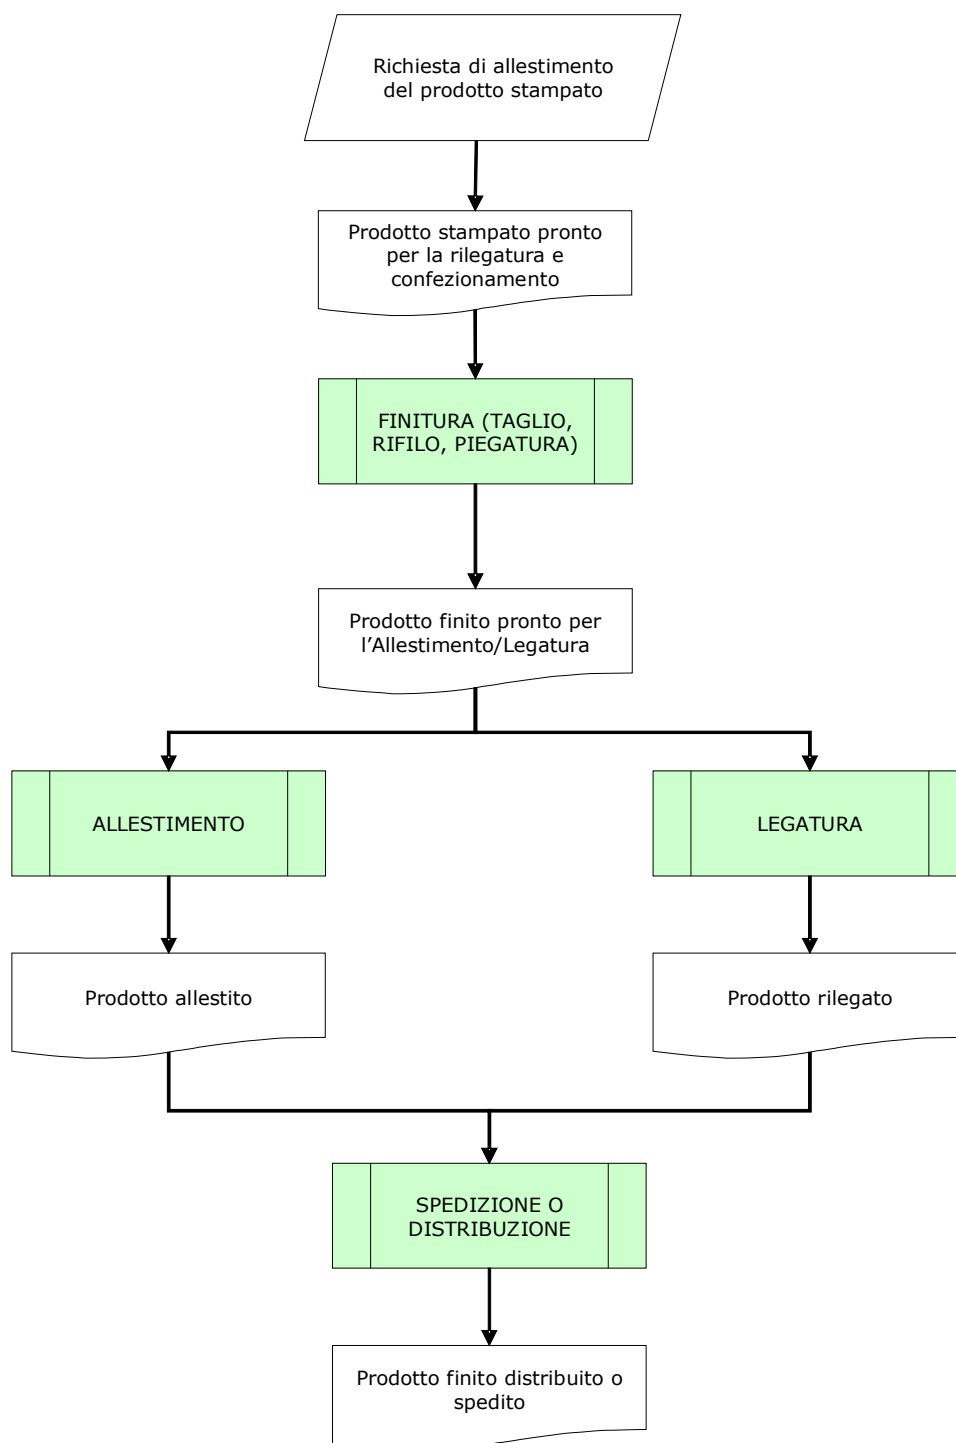 Richiesta di allestimento
del prodotto stampato
Prodotto stampato pronto
per la rilegatura e
confezionamento
FINITURA (TAGLIO,
RIFILO, PIEGATURA)
Prodotto finito pronto per
l’Allestimento/Legatura
ALLESTIMENTO
LEGATURA
Prodotto allestito
Prodotto rilegato
SPEDIZIONE O
DISTRIBUZIONE
Prodotto finito distribuito o
spedito